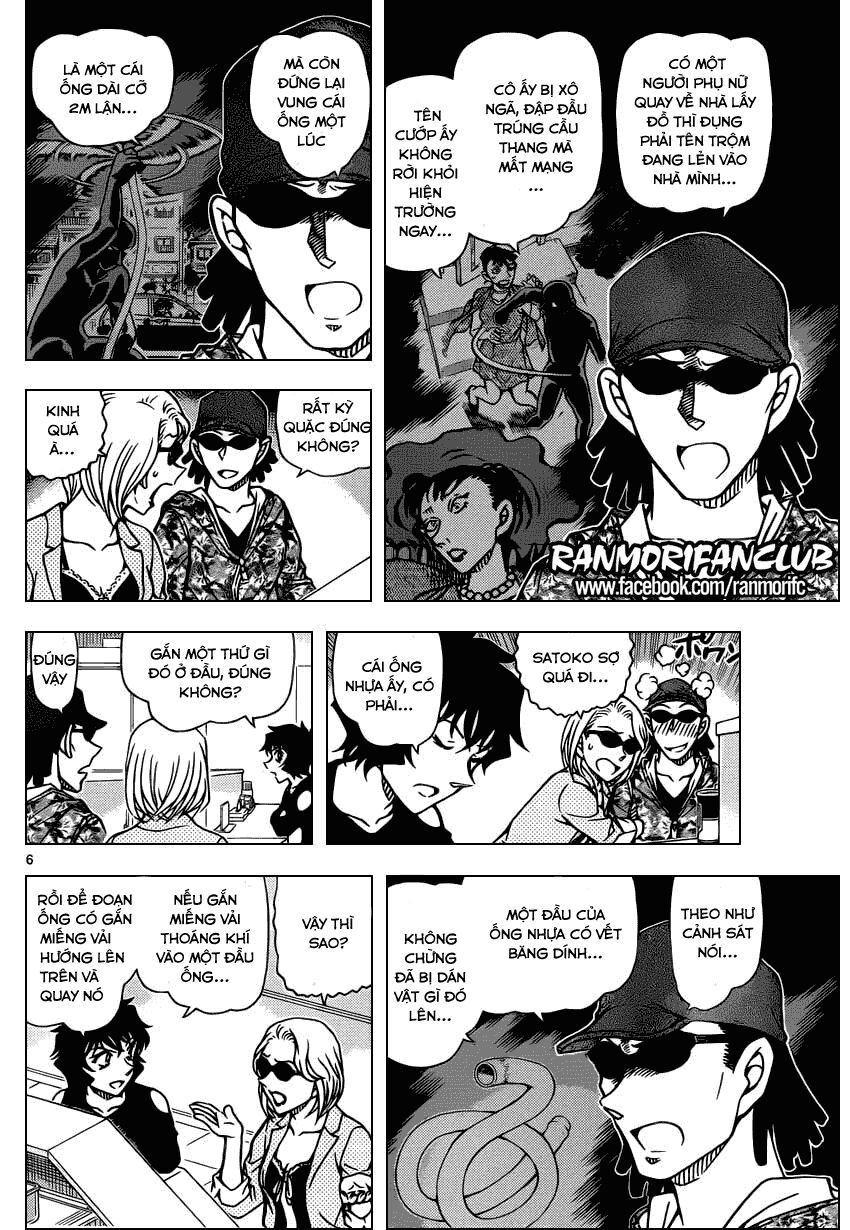 CÓ MỘT
NGƯỜI PHỤ NỮ
QUAY VỀ NHÀ LẤY
ĐỒ THÌ ĐỤNG
PHẢI TÊN TRỘM
ĐANG LẺN VÀO
NHÀ MÌNH...
CÔ ẤY BỊ XÔ
NGÃ, ĐẬP ĐẦU
TRÚNG CẦU
THANG MÀ
MẤT MẠNG
...
TÊN
CƯỚP ẤY
KHÔNG
RỜI KHỎI
HIỆN
TRƯỜNG
NGAY...
RANMORIFANCLUB
www.facebook.com/ranmorifc
MÀ CÒN
ĐỨNG LẠI
VUNG CÁI
ỐNG MỘT
LÚC
LÀ MỘT CÁI
ỐNG DÀI CỠ
2M LẬN...
RẤT KỲ
QUẶC ĐÚNG
KHÔNG?
KINH
QUÁ
À...
ポワン
SATOKO SỢ
QUÁ ĐI...
CÁI ỐNG
NHỰA ẤY, CÓ
PHẢI...
GẮN MỘT THỨ GÌ
ĐÓ Ở ĐẦU, ĐÚNG
KHÔNG?
ĐÚNG
VẬY
6
THEO NHƯ
CẢNH SÁT
NÓI...
MỘT ĐẦU CỦA
ỐNG NHỰA CÓ VẾT
BĂNG DÍNH...
KHÔNG
CHỪNG
ĐÃ BỊ DÁN
VẬT GÌ ĐÓ
LÊN...
VẬY THÌ
SAO?
NẾU GẮN
MIẾNG VẢI
THOÁNG KHÍ
VÀO MỘT ĐẦU
ỐNG...
RỒI ĐỂ ĐOẠN
ỐNG CÓ GẮN
MIẾNG VẢI
HƯỚNG LÊN
TRÊN VÀ
QUAY NÓ